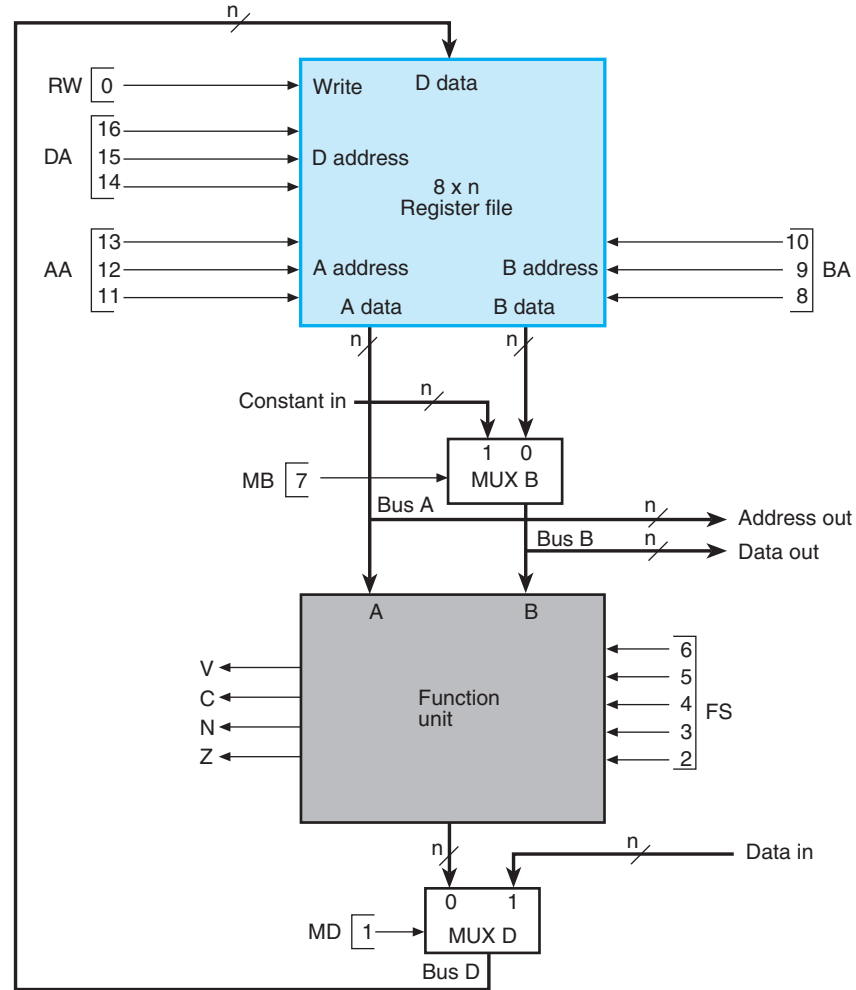 n
RW 0 Write D data
16
DA 15 D address
14
8 x n
Register file
13 10
AA 12 A address B address 9 BA
11 8
A data B data
n n
Constant in n
1 0
MB 7 MUX B
Bus A n Address out
Bus B n Data out
A B
6
V 5
C Function 4 FS
N unit 3
Z 2
n n Data in
0 1
MD 1 MUX D
Bus D